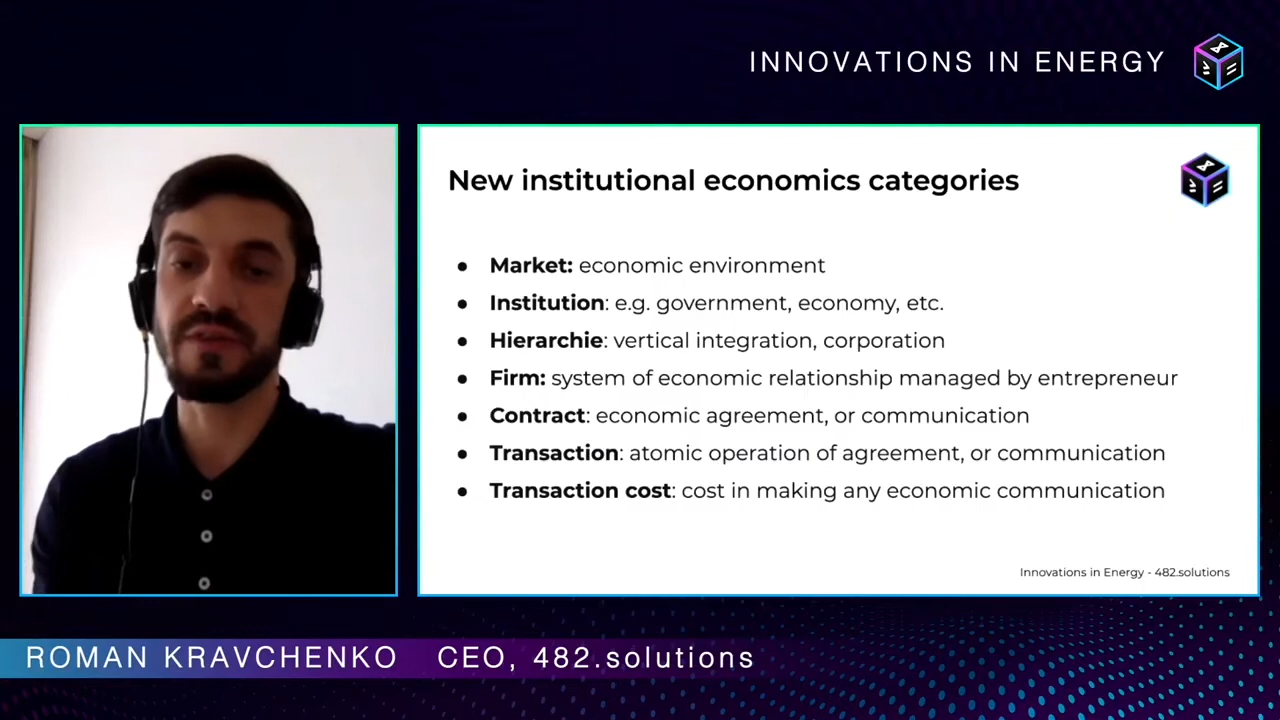 INNOVATIONS IN ENERGY
New institutional economics categories
● Market: economic environment
● Institution: e.g. government, economy, etc.
● Hierarchie: vertical integration, corporation
● Firm: system of economic relationship managed by entrepreneur
● Contract: economic agreement, or communication
● Transaction: atomic operation of agreement, or communication
● Transaction cost: cost in making any economic communication
Innovations in Energy - 482.solutions
ROMAN KRAVCHENKO CEO, 482.solutions